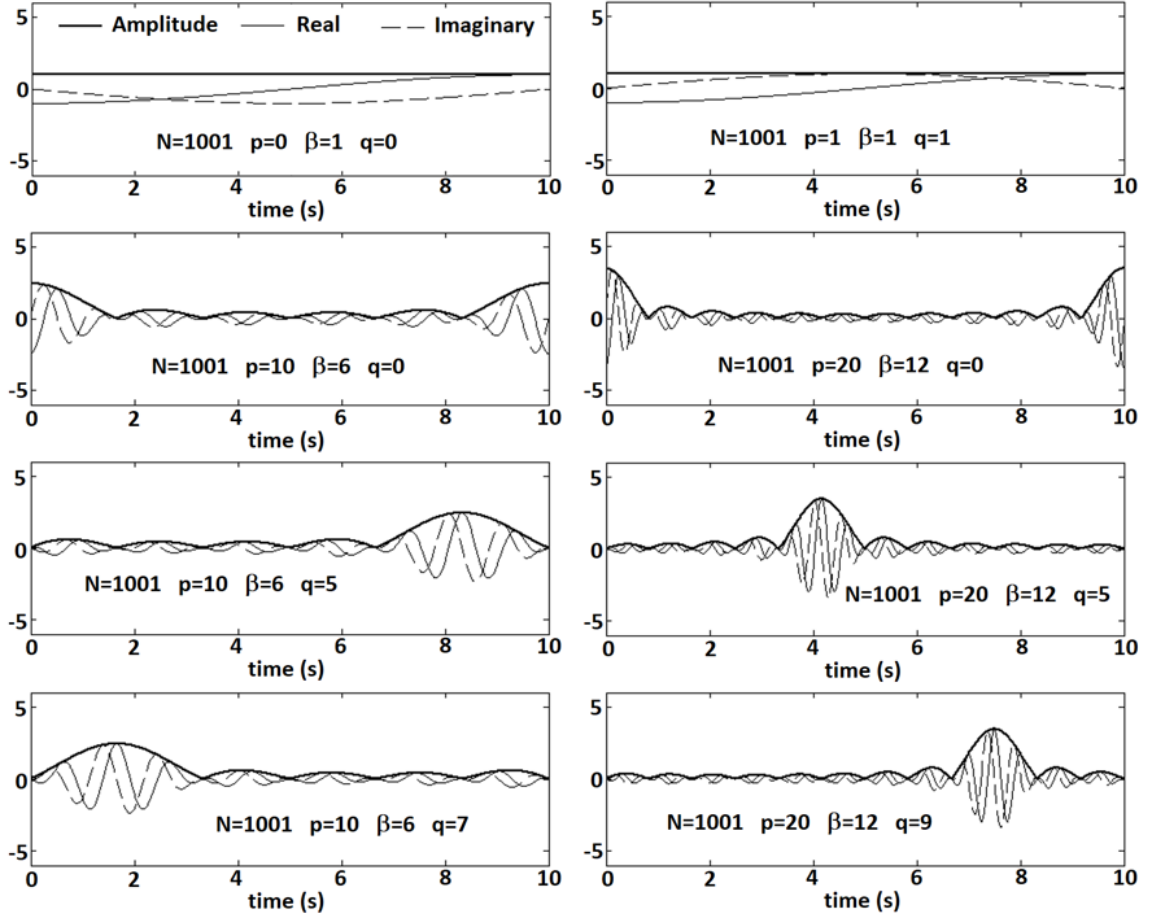 5
Amplitude Real Imaginary
0
N=1001 p=0 β=1 q=0
-5
0 2 4 6 8 10
time (s)
5
0
N=1001 p=1 β=1 q=1
-5
0 2 4 6 8 10
time (s)
5
0
N=1001 p=10 β=6 q=0
-5
0 2 4 6 8 10
time (s)
5
0
N=1001 p=20 β=12 q=0
-5
0 2 4 6 8 10
time (s)
5
0
N=1001 p=10 β=6 q=5
-5
0 2 4 6 8 10
time (s)
5
0
N=1001 p=20 β=12 q=5
-5
0 2 4 6 8 10
time (s)
5
0
N=1001 p=10 β=6 q=7
-5
0 2 4 6 8 10
time (s)
5
0
N=1001 p=20 β=12 q=9
-5
0 2 4 6 8 10
time (s)